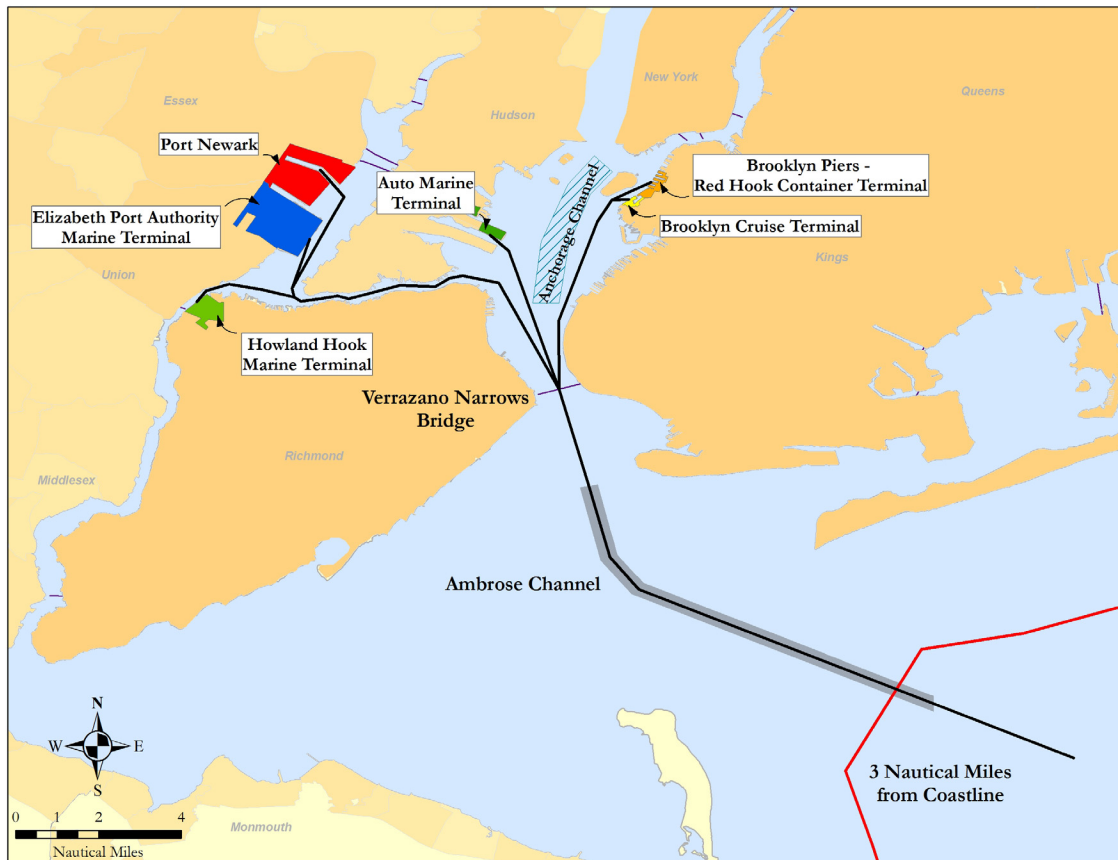 New York
Essex
Queens
Hudson
Port Newark
Auto Marine
Terminal
Brooklyn Piers -
Red Hook Container Terminal
Elizabeth Port Authority
Marine Terminal
Anchorage Channel
Brooklyn Cruise Terminal
Kings
Union
Howland Hook
Marine Terminal
Verrazano Narrows
Bridge
Richmond
Middlesex
Ambrose Channel
N
W
E
S
3 Nautical Miles
from Coastline
0 1 2 4
Nautical Miles
Monmouth